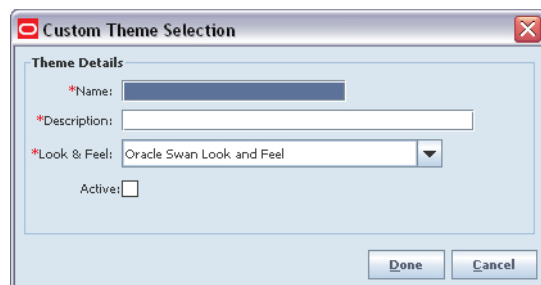 Custom Theme Selection
Theme Details
*Name:
*Description:
*Look & Feel: Oracle Swan Look and Feel
Active:
Done Cancel